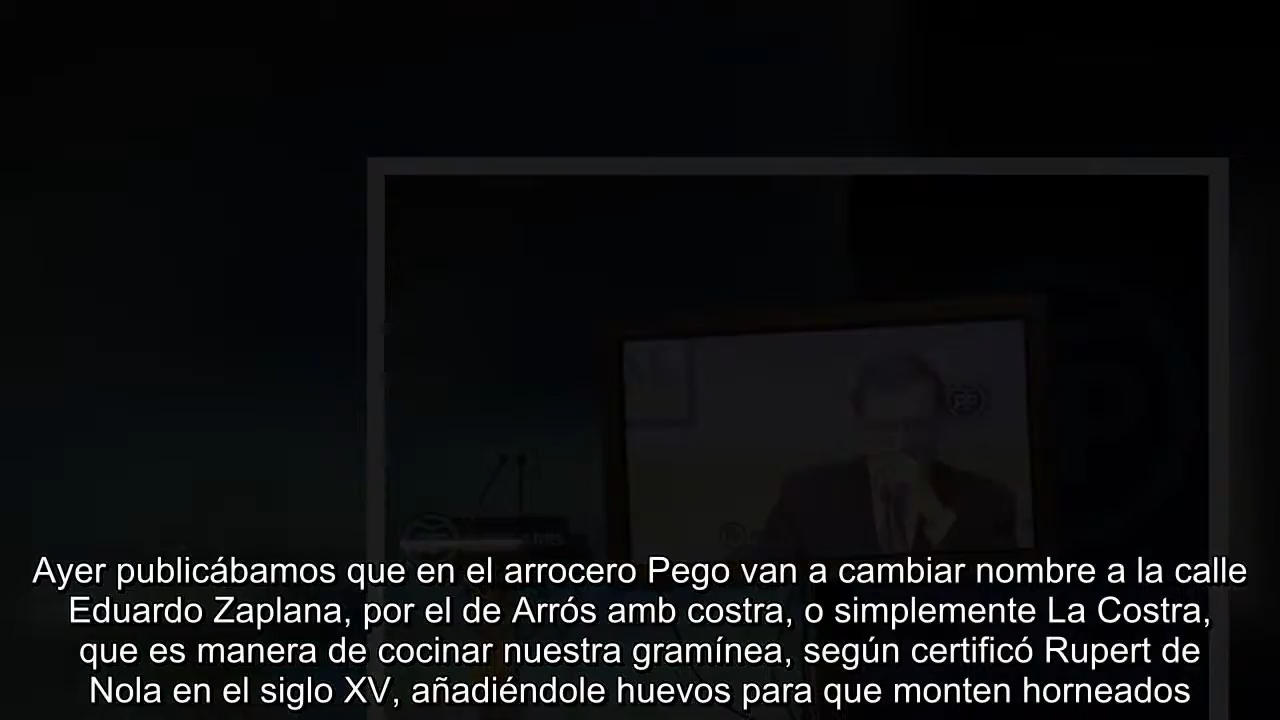 PP
Ayer publicábamos que en el arrocero Pego van a cambiar nombre a la calle
Eduardo Zaplana, por el de Arrós amb costra, o simplemente La Costra,
que es manera de cocinar nuestra gramínea, según certificó Rupert de
Nola en el siglo XV, añadiéndole huevos para que monten horneados